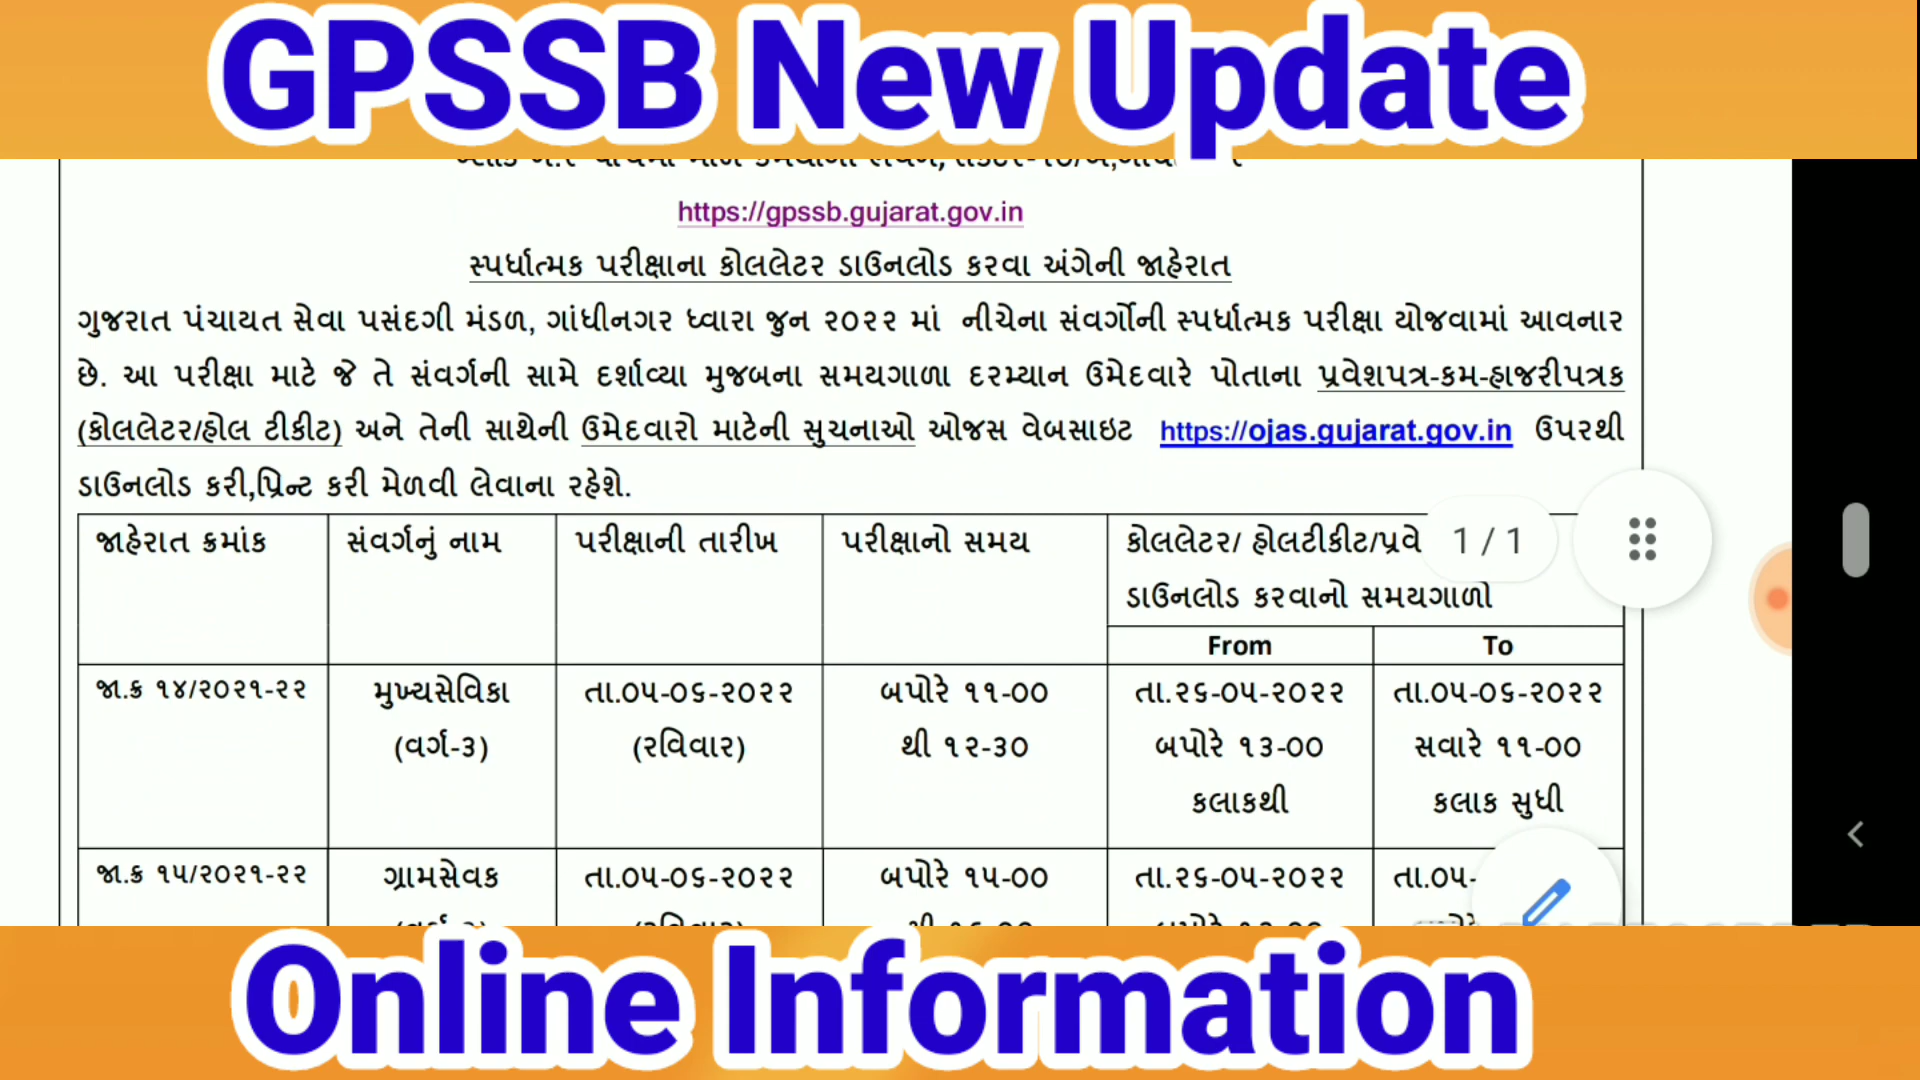 GPSSB New Update
https://gpssb.gujarat.gov.in
સ્પર્ધાત્મક પરીક્ષાના કોલલેટર ડાઉનલોડ કરવા અંગેની જાહેરાત
ગુજરાત પંચાયત સેવા પસંદગી મંડળ, ગાંધીનગર ધ્વારા જુન ૨૦૨૨ માં નીચેના સંવર્ગોની સ્પર્ધાત્મક પરીક્ષા યોજવામાં આવનાર
છે. આ પરીક્ષા માટે જે તે સંવર્ગની સામે દર્શાવ્યા મુજબના સમયગાળા દરમ્યાન ઉમેદવારે પોતાના પ્રવેશપત્ર-કમ-હાજરીપત્રક
(કોલલેટર/હોલ ટીકીટ) અને તેની સાથેની ઉમેદવારો માટેની સુચનાઓ ઓજસ વેબસાઇટ https://ojas.gujarat.gov.in ઉપરથી
ડાઉનલોડ કરી,પ્રિન્ટ કરી મેળવી લેવાના રહેશે.
જાહેરાત ક્રમાંક સંવર્ગનું નામ પરીક્ષાની તારીખ પરીક્ષાનો સમય કોલલેટર/ હોલટીકીટ/પ્રવે 1 / 1
ડાઉનલોડ કરવાનો સમયગાળો
From To
જા.ક્ર ૧૪/૨૦૨૧-૨૨ મુખ્યસેવિકા તા.૦૫-૦૬-૨૦૨૨ બપોરે ૧૧-૦૦ તા.૨૬-૦૫-૨૦૨૨ તા.૦૫-૦૬-૨૦૨૨
(વર્ગ-૩) (રવિવાર) થી ૧૨-૩૦ બપોરે ૧૩-૦૦ સવારે ૧૧-૦૦
કલાકથી કલાક સુધી
જા.ક્ર ૧૫/૨૦૨૧-૨૨ ગ્રામસેવક તા.૦૫-૦૬-૨૦૨૨ બપોરે ૧૫-૦૦ તા.૨૬-૦૫-૨૦૨૨ તા.૦૫-
Online Information